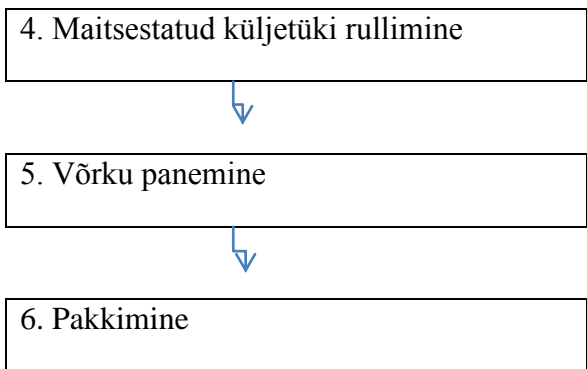 4. Maitsestatud küljetüki rullimine
5. Võrku panemine
6. Pakkimine